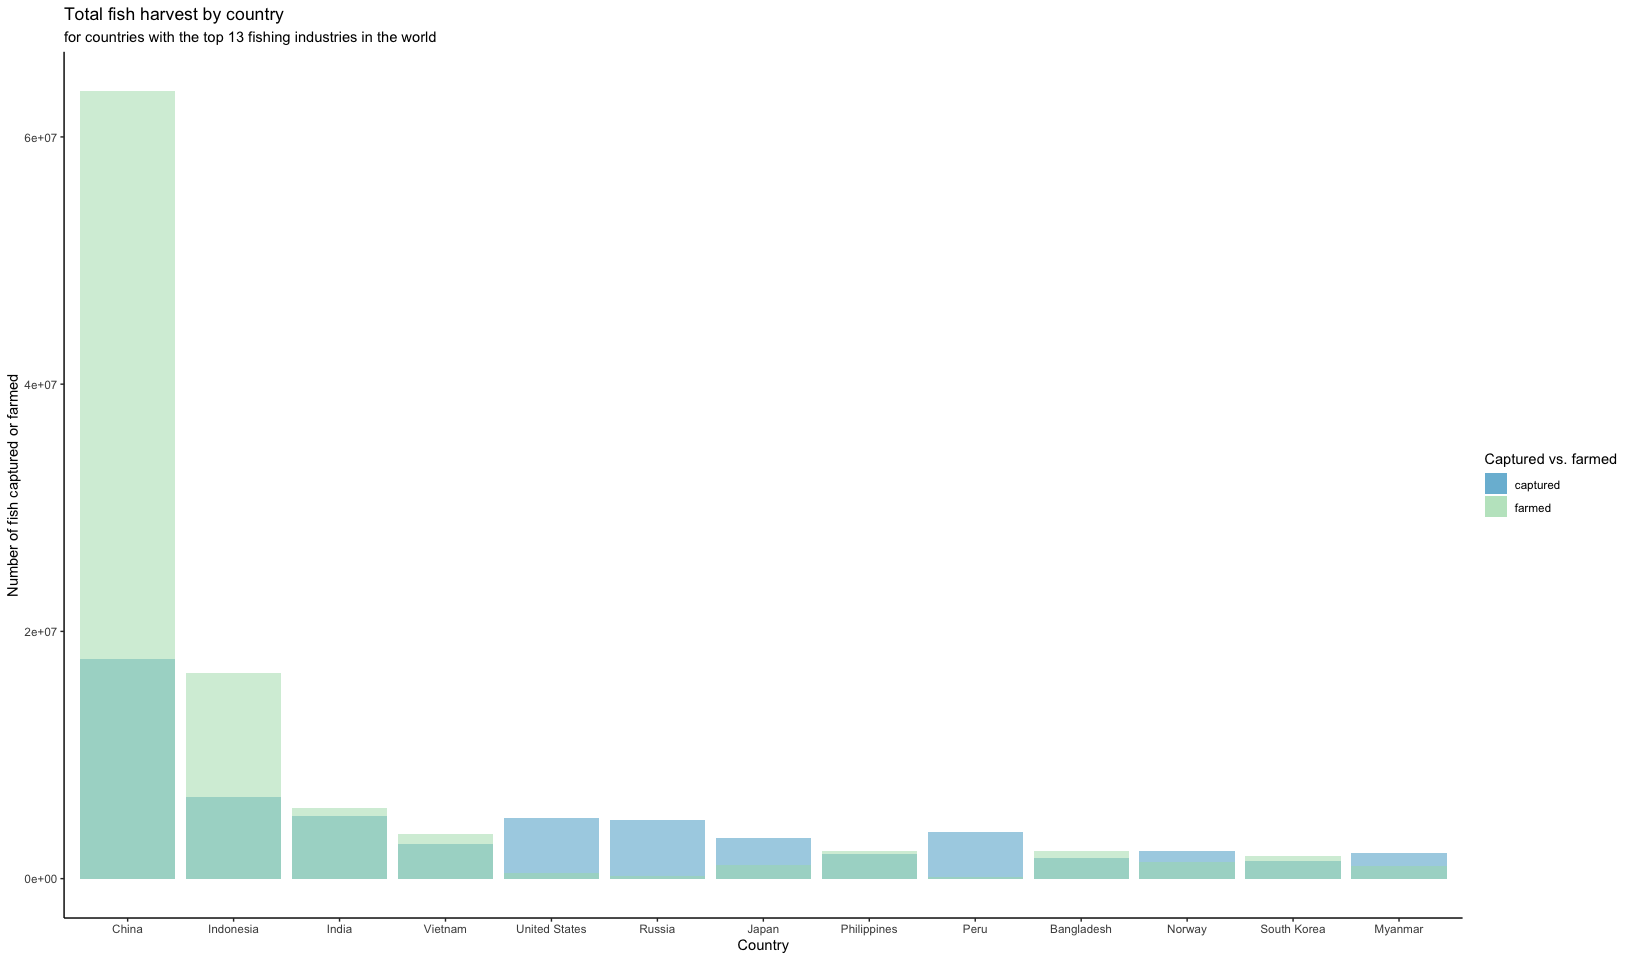 Total fish harvest by country
for countries with the top 13 fishing industries in the world
6e+07
4e+07
2e+07
0e+00
Number of fish captured or farmed
China Indonesia India Vietnam United States Russia Japan Philippines Peru Bangladesh Norway South Korea Myanmar
Country
Captured vs. farmed
captured
farmed